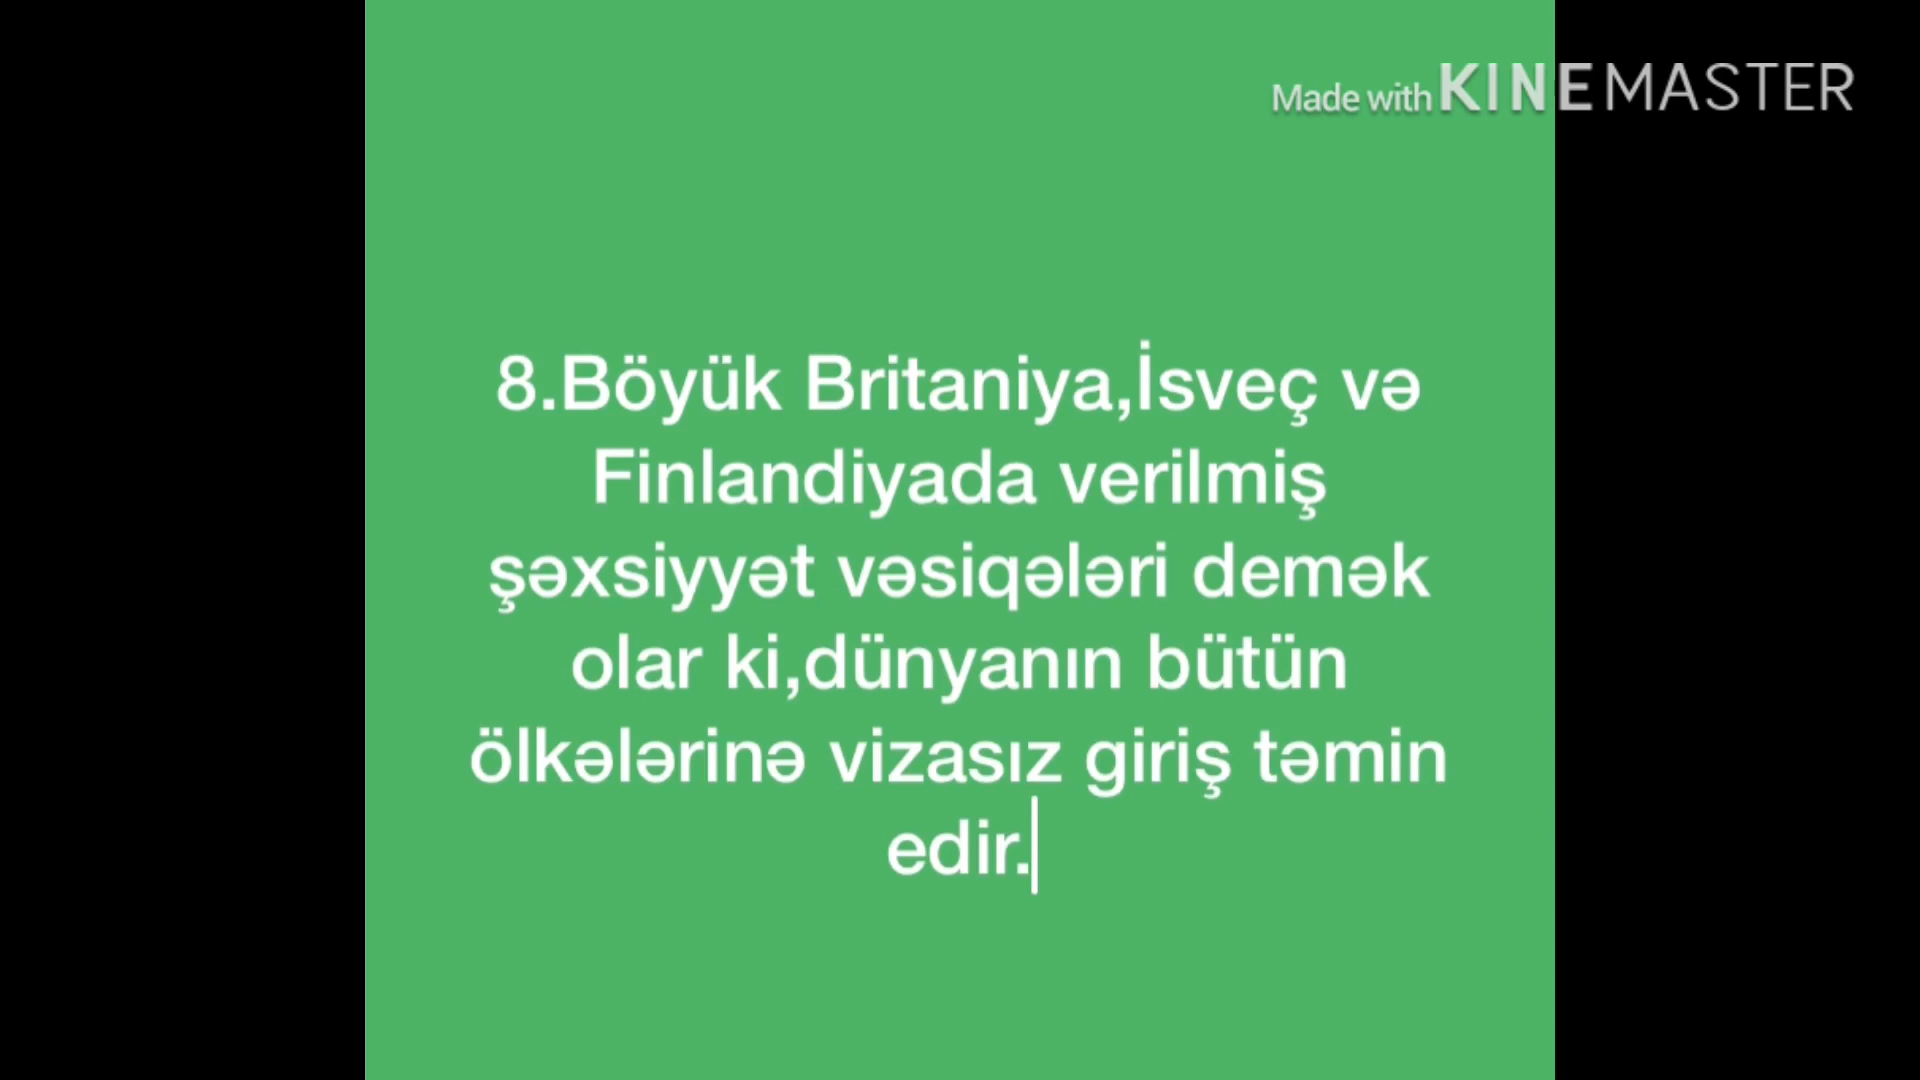 Made with KINEMASTER
8.Böyük Britaniya,İsveç və
Finlandiyada verilmiş
şəxsiyyət vəsiqələri demək
olar ki,dünyanın bütün
ölkələrinə vizasız giriş təmin
edir.